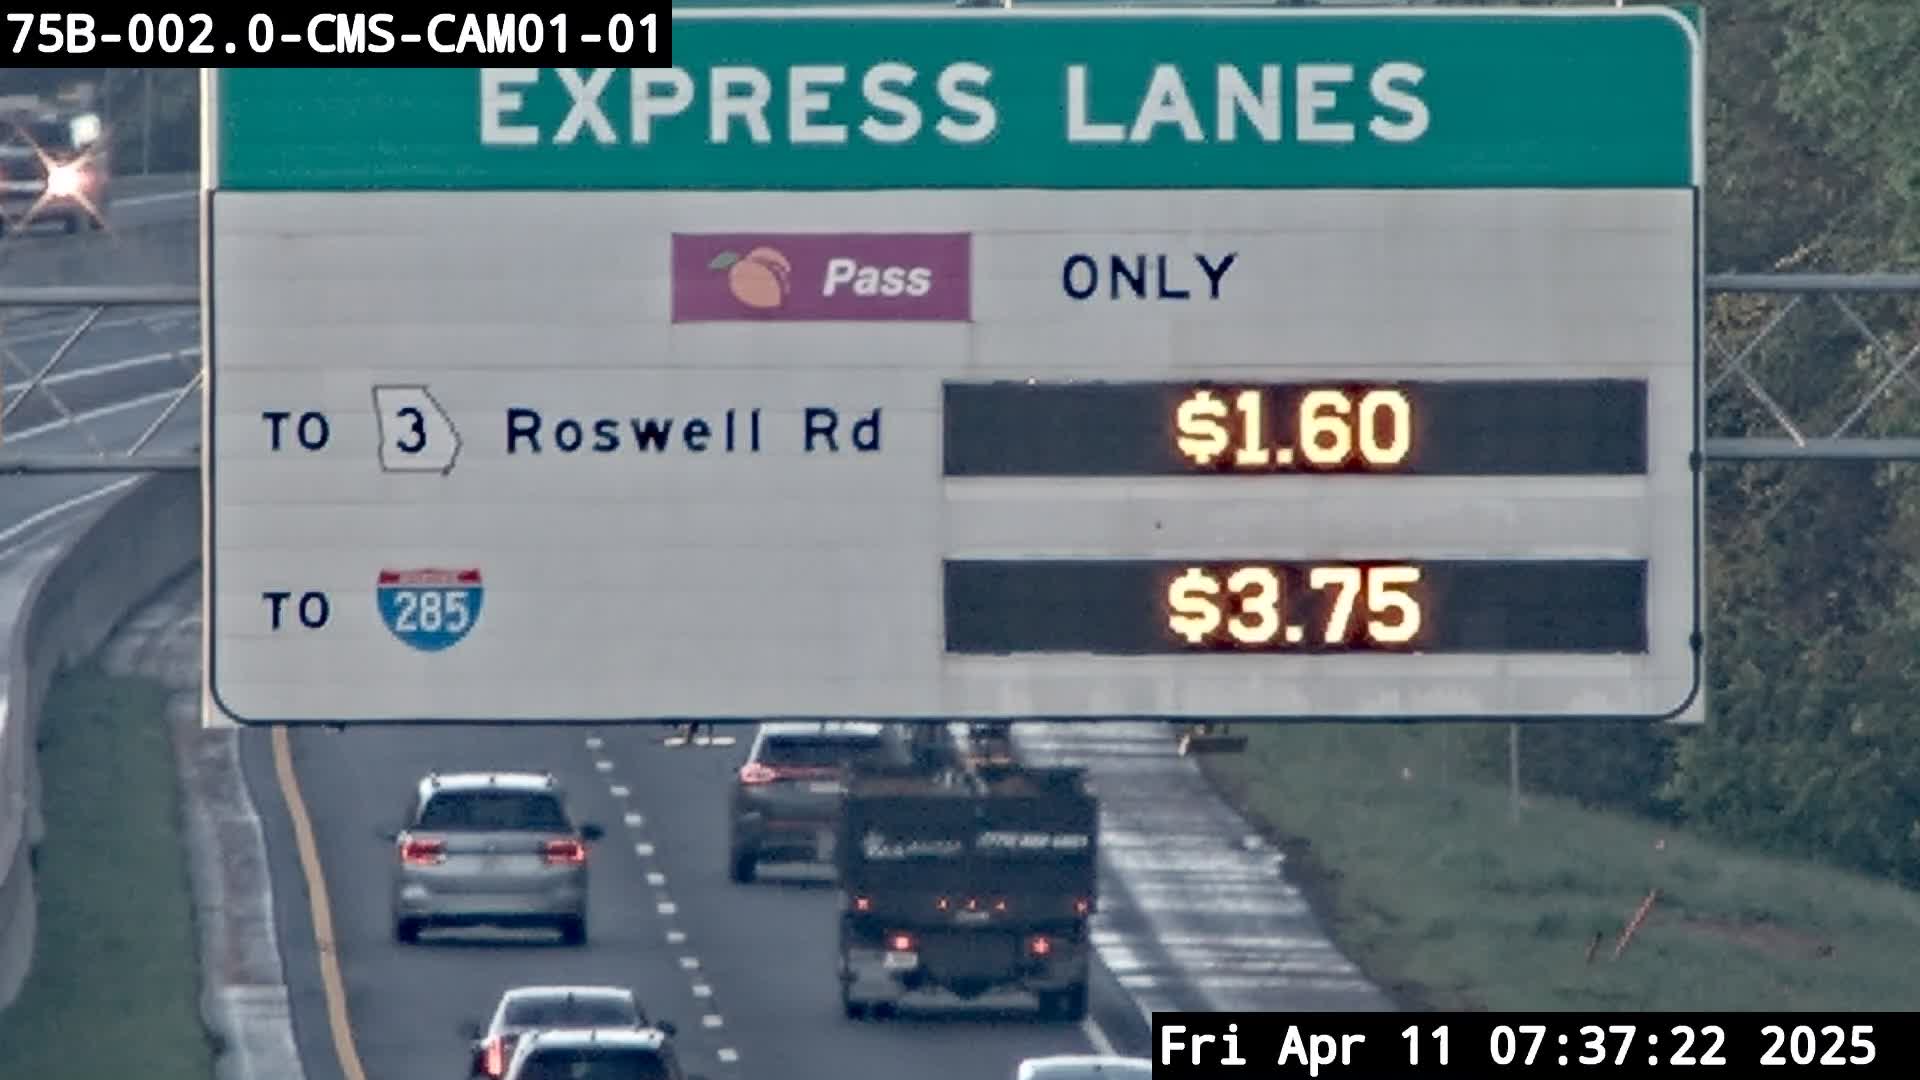 75B-002.0-CMS-CAM01-01
EXPRESS LANES
Pass ONLY
TO 3 Roswell Rd $1.60
TO 285 $3.75
Fri Apr 11 07:37:22 2025